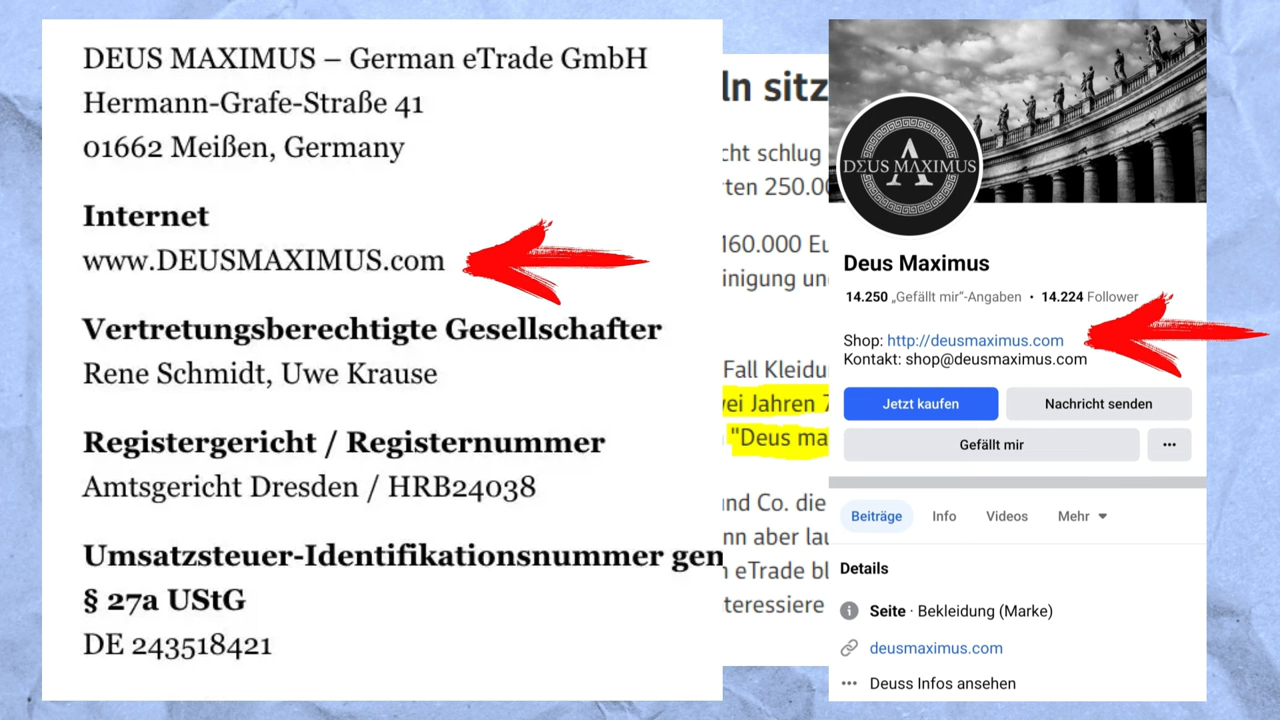 DEUS MAXIMUS – German eTrade GmbH
Hermann-Grafe-Straße 41
01662 Meißen, Germany
Internet
www.DEUSMAXIMUS.com
Vertretungsberechtigte Gesellschafter
Rene Schmidt, Uwe Krause
Registergericht / Registernummer
Amtsgericht Dresden / HRB24038
Umsatzsteuer-Identifikationsnummer gem
§ 27a UStG
DE 243518421
ln sitz
cht schlug
ten 250.00
160.000 Eu
inigung un
Fall Kleidu
ei Jahren 7
"Deus ma
nd Co. die
nn aber lau
eTrade bl
teressiere
DEUS MAXIMUS
Deus Maximus
14.250 „Gefällt mir“-Angaben • 14.224 Follower
Shop: http://deusmaximus.com
Kontakt: shop@deusmaximus.com
Jetzt kaufen
Nachricht senden
Gefällt mir
Beiträge Info Videos Mehr
Details
Seite · Bekleidung (Marke)
deusmaximus.com
Deuss Infos ansehen